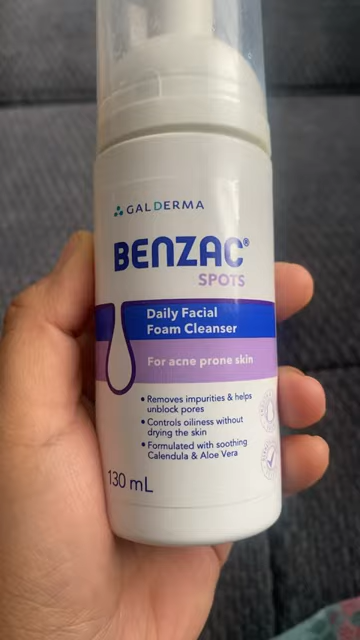 GALDERMA
BENZAC®
SPOTS
Daily Facial
Foam Cleanser
For acne prone skin
• Removes impurities & helps
unblock pores
• Controls oiliness without
drying the skin
• Formulated with soothing
Calendula & Aloe Vera
130 mL